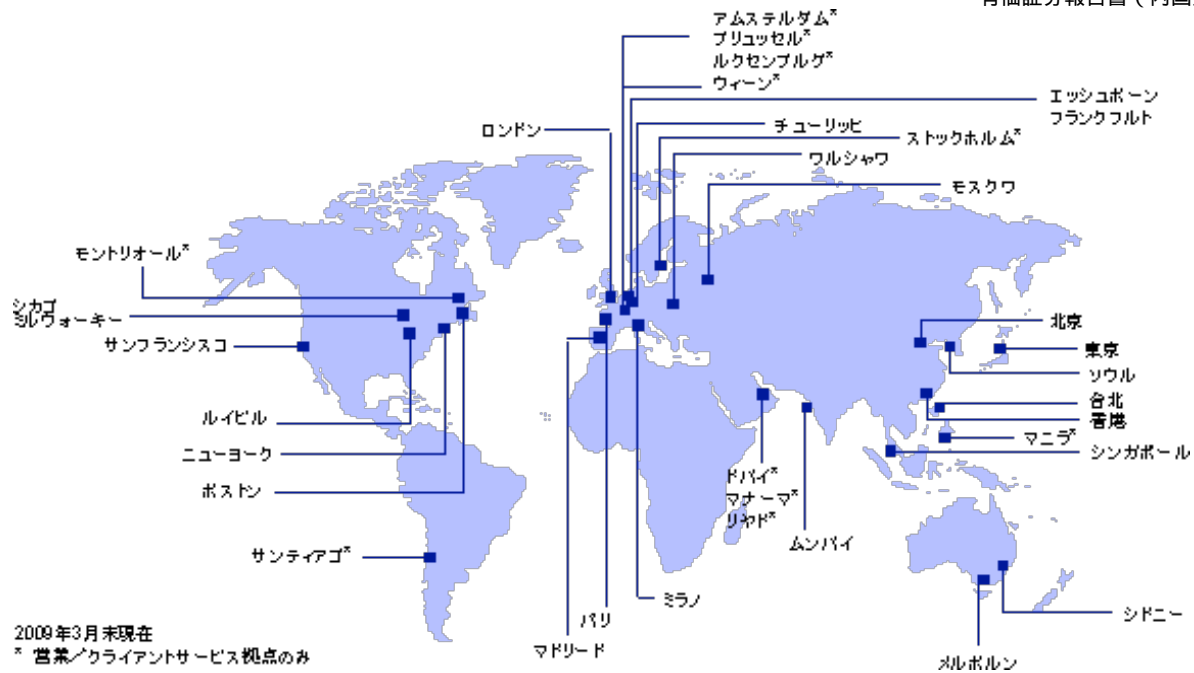 アムステルダム*
ブリュッセル*
ルクセンブルグ*
ウィーン*
エッシュボーン
フランクフルト
ロンドン
チューリッヒ
ストックホルム*
ワルシャワ
モスクワ
モントリオール*
シカゴ
ミルウォーキー
サンフランシスコ
北京
東京
ソウル
台北
香港
マニラ*
シンガポール
ルイビル
ニューヨーク
ボストン
ドバイ*
マナーマ*
リヤド*
ムンバイ
サンティアゴ*
ミラノ
パリ
マドリード
シドニー
メルボルン
2009年3月末現在
* 営業/クライアントサービス拠点のみ